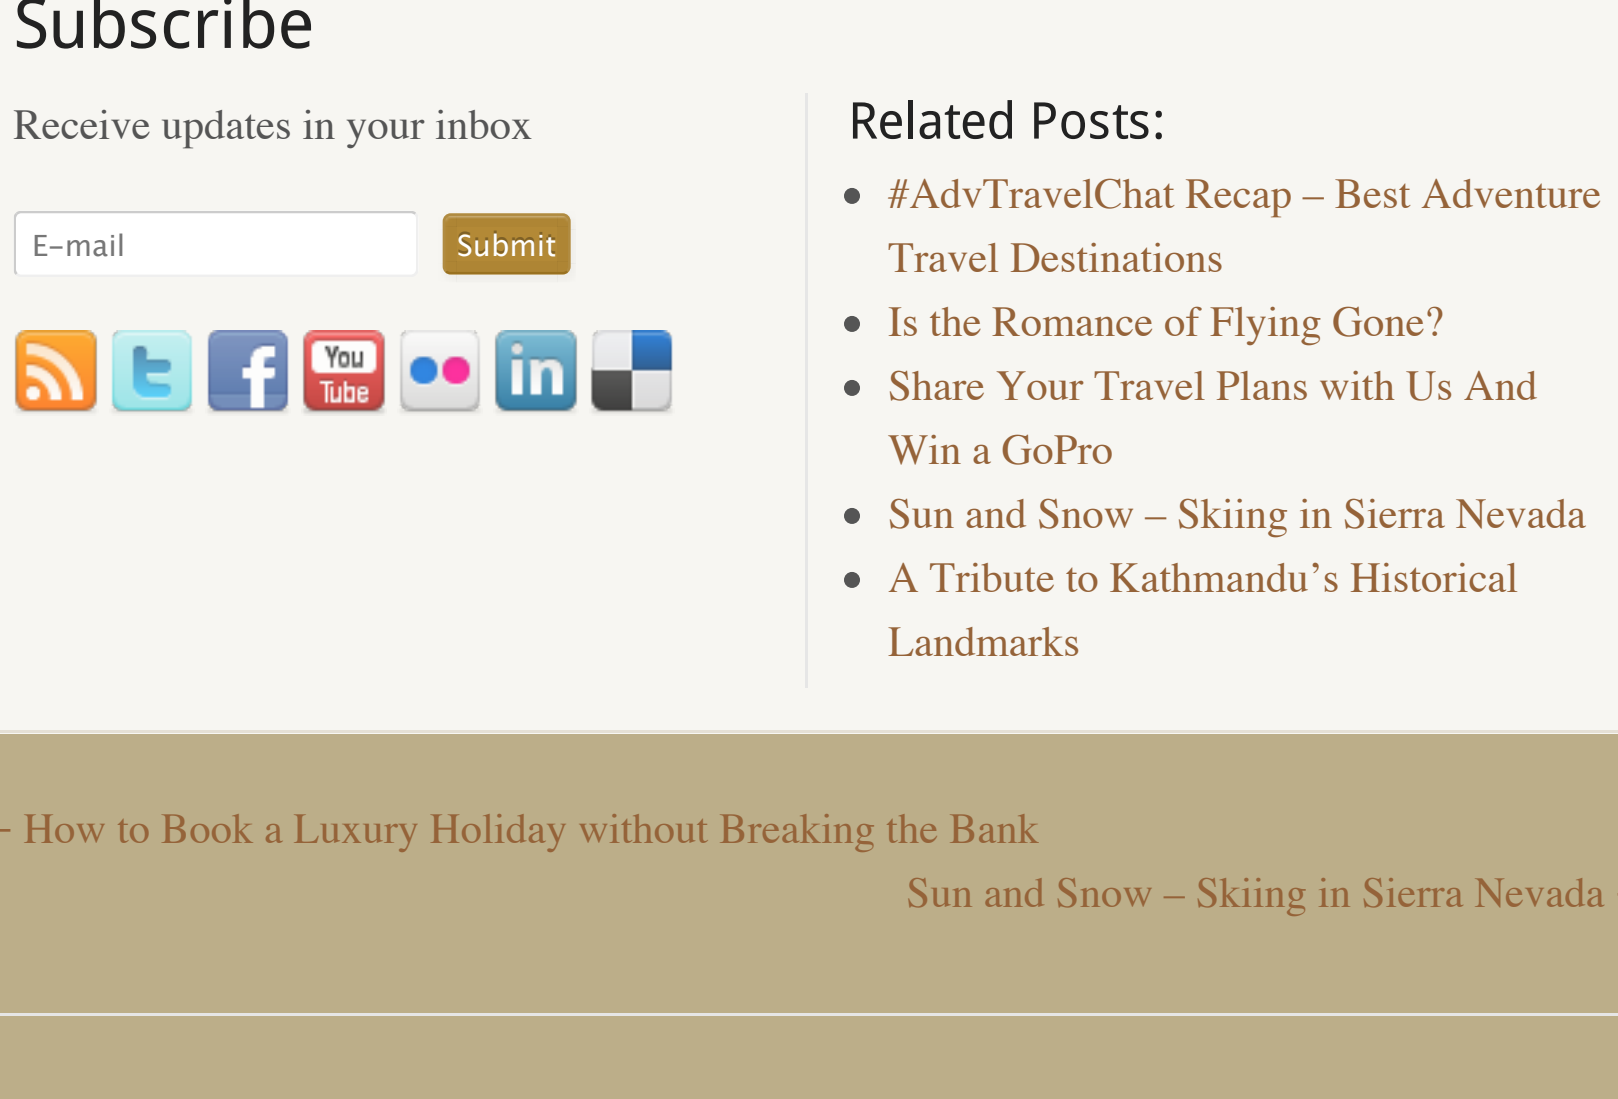 Subscribe
Receive updates in your inbox
E-mail
Submit
You
Tube
in
Related Posts:
#AdvTravelChat Recap – Best Adventure
Travel Destinations
Is the Romance of Flying Gone?
Share Your Travel Plans with Us And
Win a GoPro
Sun and Snow – Skiing in Sierra Nevada
A Tribute to Kathmandu’s Historical
Landmarks
How to Book a Luxury Holiday without Breaking the Bank
Sun and Snow – Skiing in Sierra Nevada